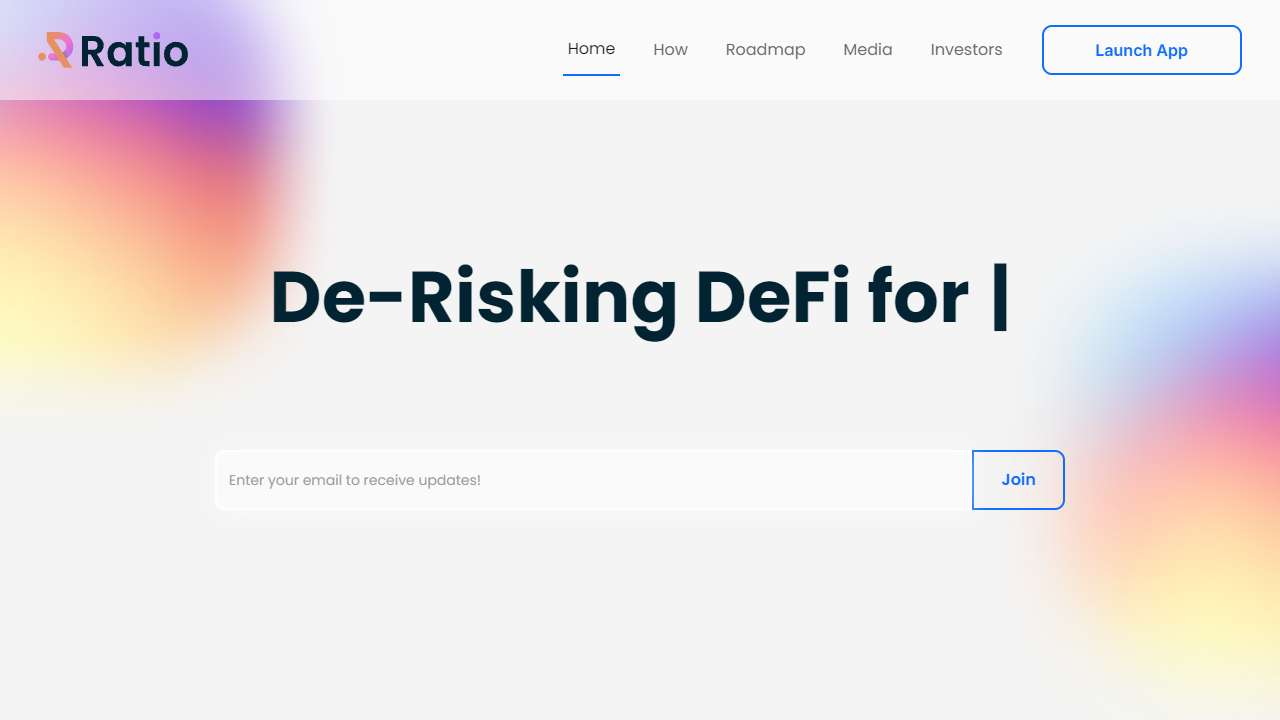 Ratio
Home
How
Roadmap
Media
Investors
Launch App
De-Risking DeFi for |
Enter your email to receive updates!
Join